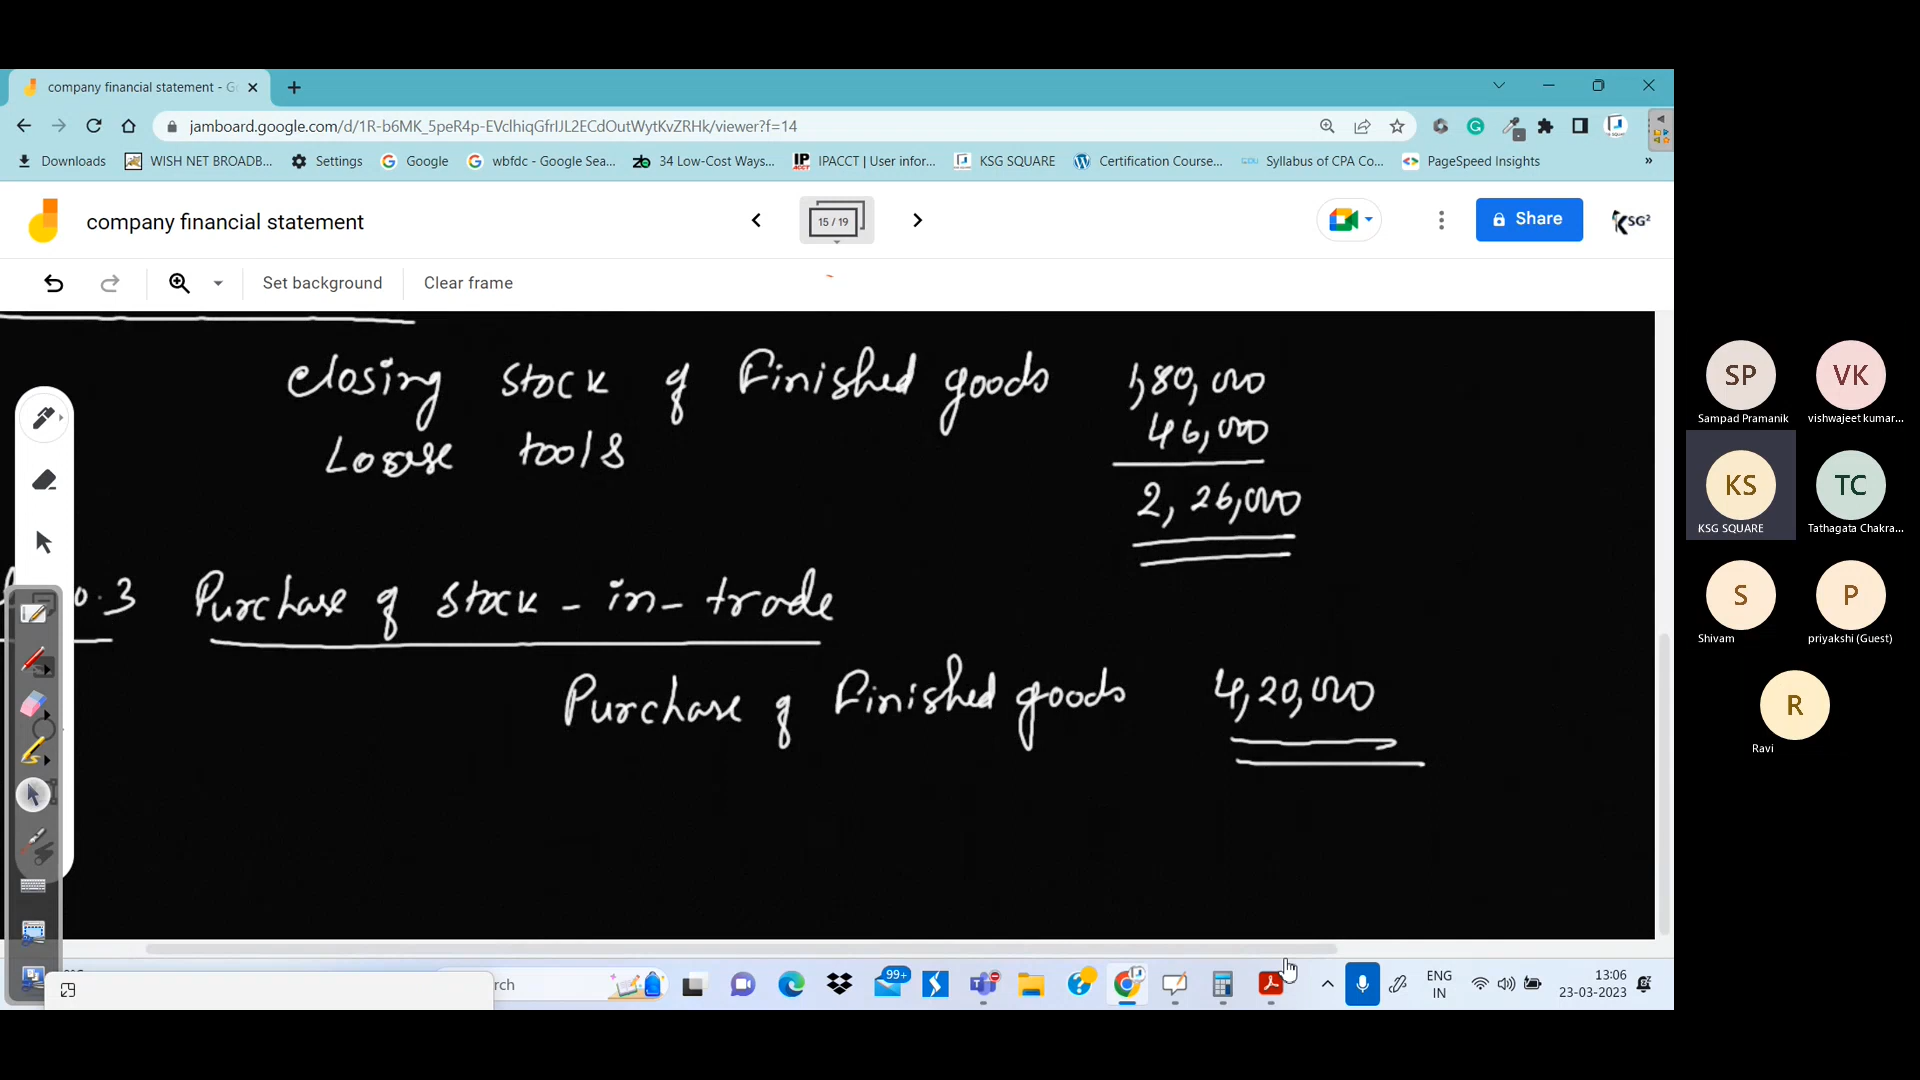 company financial statement - G
jamboard.google.com/d/1R-b6MK_5peR4p-EVclhiqGfrIJL2ECdOutWytKvZRHk/viewer?f=14
Downloads WISH NET BROADB... Settings Google wbfdc - Google Sea... 34 Low-Cost Ways... IPACCT | User infor... KSG SQUARE Certification Course... Syllabus of CPA Co... PageSpeed Insights »
company financial statement
15 / 19
Share
KSG²
Set background Clear frame
closing stock of Finished goods 1,80,000
Loose tools 46,000
2,26,000
o.3 Purchase of stock-in-trade
Purchase of Finished goods 4,20,000
SP VK
Sampad Pramanik vishwajeet kumar...
KS TC
KSG SQUARE Tathagata Chakra...
S P
Shivam priyakshi (Guest)
R
Ravi
rch
99+
ENG
IN
13:06
23-03-2023